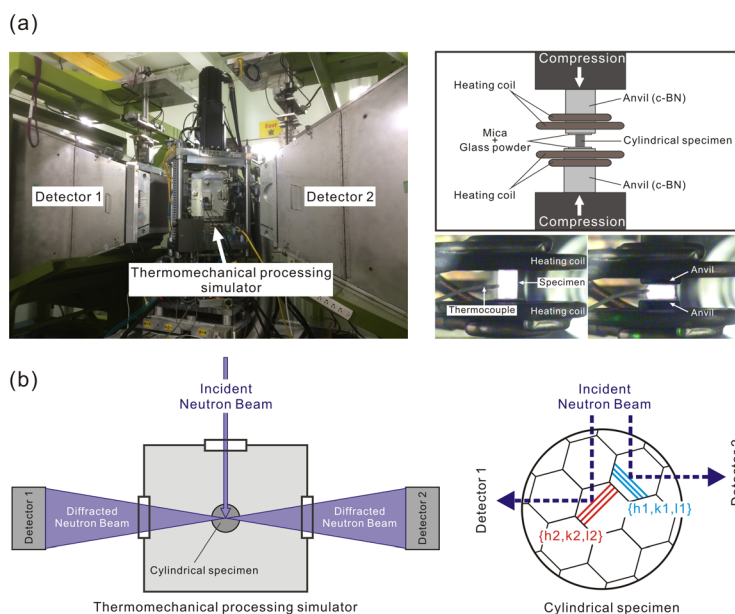 (a)
Detector 1
Detector 2
Thermomechanical processing
simulator
Compression
Heating coil
Anvil (c-BN)
Mica
+
Glass powder
Cylindrical specimen
Heating coil
Anvil (c-BN)
Compression
Heating coil
Specimen
Thermocouple
Heating coil
Anvil
Anvil
(b)
Incident
Neutron Beam
Detector 1
Diffracted
Neutron Beam
Diffracted
Neutron Beam
Detector 2
Cylindrical specimen
Thermomechanical processing simulator
Incident
Neutron Beam
Detector 1
Detector 2
{h1,k1,l1}
{h2,k2,l2}
Cylindrical specimen